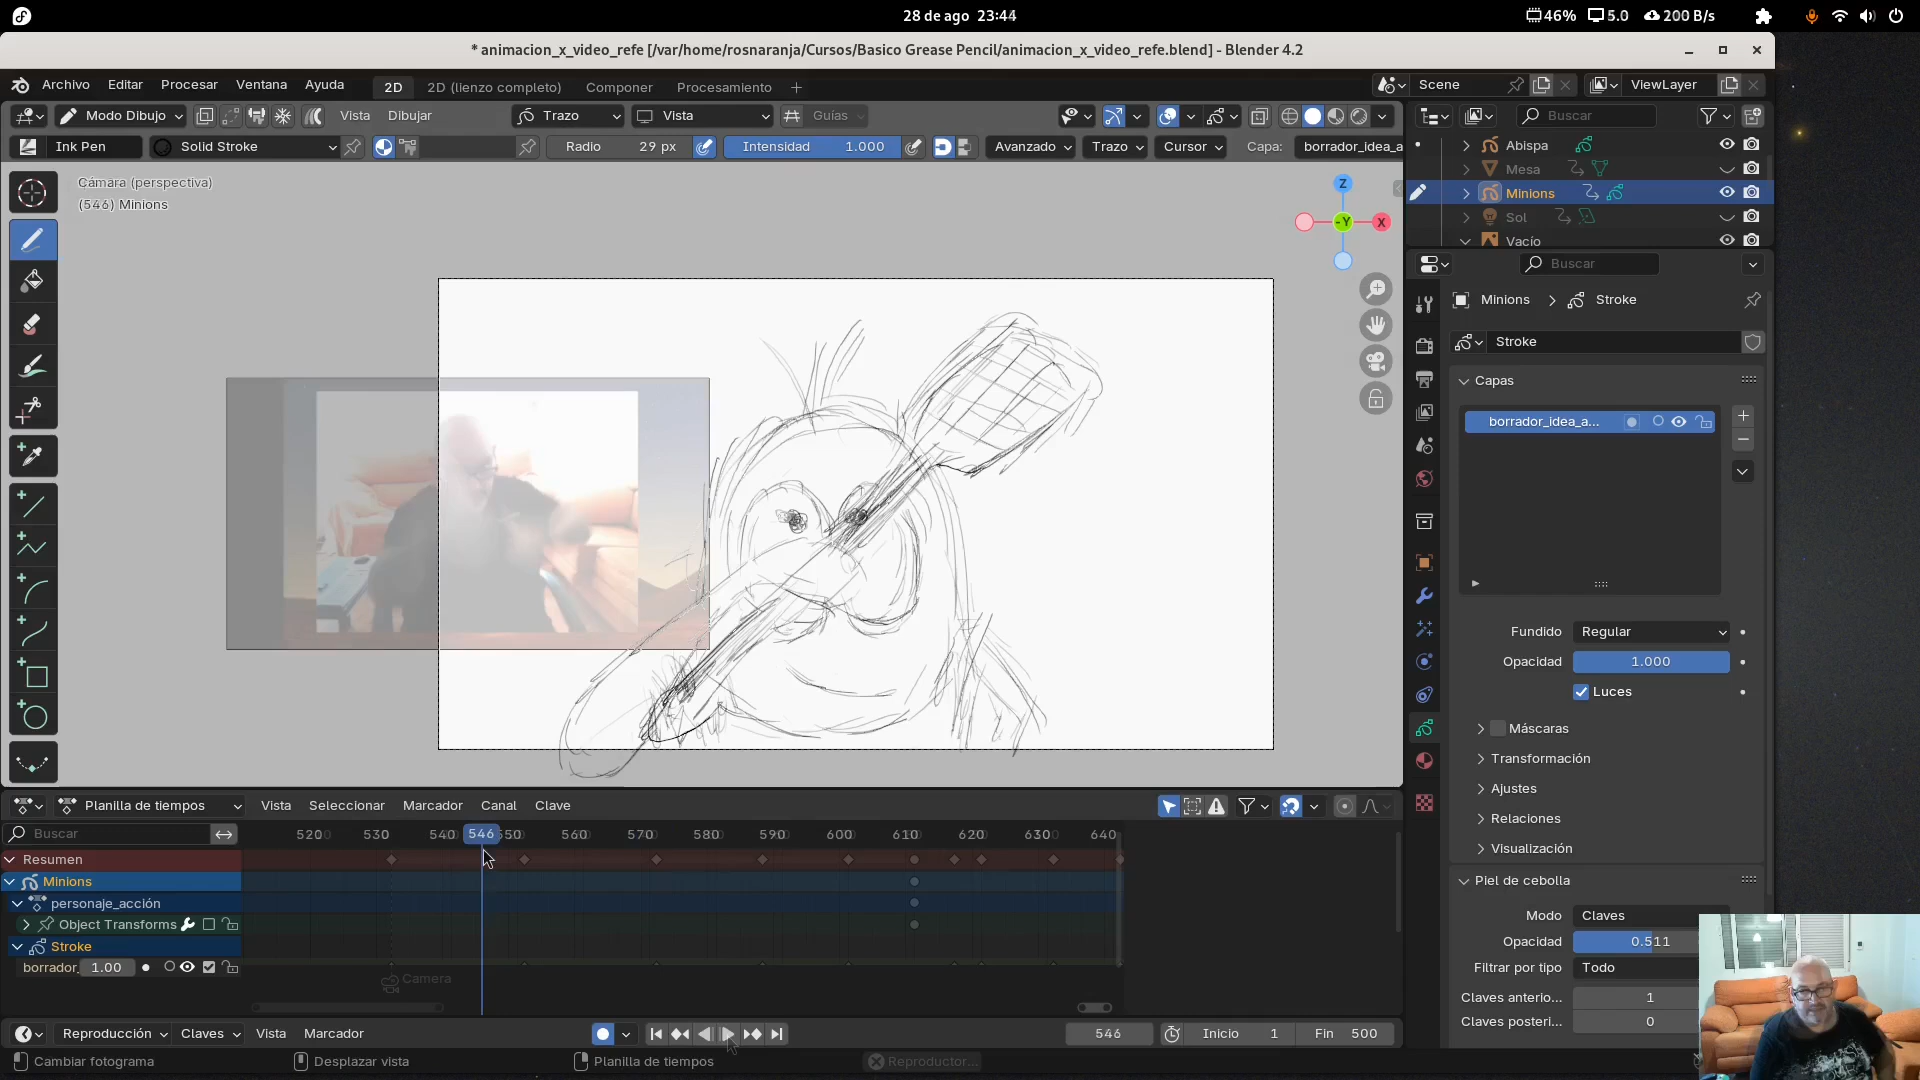 28 de ago 23:44
46% 5.0 200 B/s
* animacion_x_video_refe [/var/home/rosnaranja/Cursos/Basico Grease Pencil/animacion_x_video_refe.blend] - Blender 4.2
Archivo Editar Procesar Ventana Ayuda 2D 2D (lienzo completo) Componer Procesamiento + Scene ViewLayer
Modo Dibujo Vista Dibujar Trazo Vista Guías Buscar
Ink Pen Solid Stroke Radio 29 px Intensidad 1.000 Avanzado Trazo Cursor Capa: borrador_idea_a
Cámara (perspectiva)
(546) Minions
Z
-Y X
Abispa
Mesa
Minions
Sol
Vacío
Buscar
Minions Stroke
Stroke
Capas
borrador_idea_a...
Fundido Regular
Opacidad 1.000
Luces
Máscaras
Transformación
Ajustes
Relaciones
Visualización
Piel de cebolla
Modo Claves
Opacidad 0.511
Filtrar por tipo Todo
Claves anterio... 1
Claves posteri... 0
Planilla de tiempos Vista Seleccionar Marcador Canal Clave
Buscar 520 530 540 546 550 560 570 580 590 600 610 620 630 640
Resumen
Minions
personaje_acción
Object Transforms
Stroke
borrador_ 1.00
Camera
Reproducción Claves Vista Marcador 546 Inicio 1 Fin 500
Cambiar fotograma Desplazar vista Planilla de tiempos Reproductor...